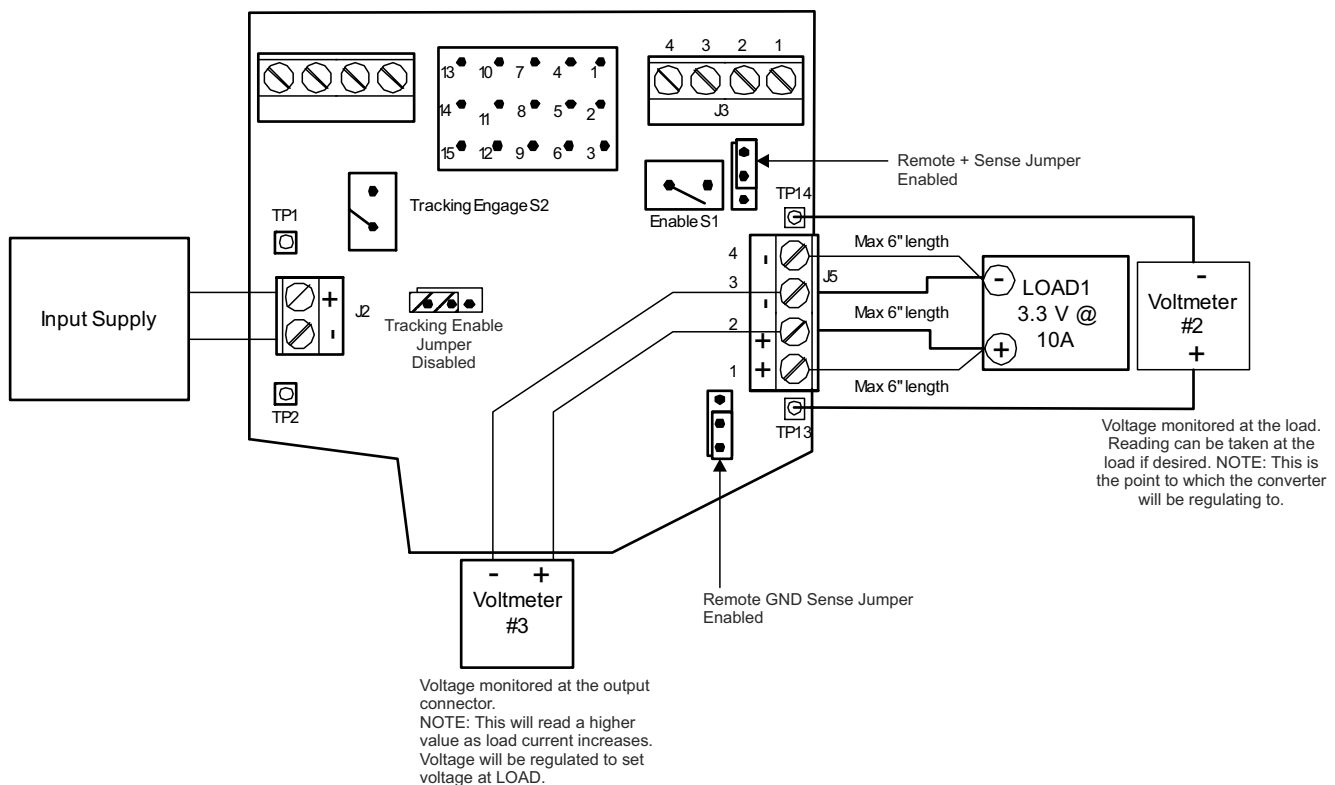 4 3 2 1
J3
13 10 7 4 1
14 11 8 5 2
15 12 9 6 3
Remote + Sense Jumper
Enabled
Tracking Engage S2
Enable S1
TP14
TP1
Input Supply
+
-
J2
Tracking Enable
Jumper
Disabled
TP2
4 -
3 -
2 +
1 +
J5
TP13
Max 6" length
Max 6" length
Max 6" length
-
LOAD1
3.3 V @
10A
+
-
Voltmeter
#2
+
Voltage monitored at the load.
Reading can be taken at the
load if desired. NOTE: This is
the point to which the converter
will be regulating to.
- +
Voltmeter
#3
Remote GND Sense Jumper
Enabled
Voltage monitored at the output
connector.
NOTE: This will read a higher
value as load current increases.
Voltage will be regulated to set
voltage at LOAD.